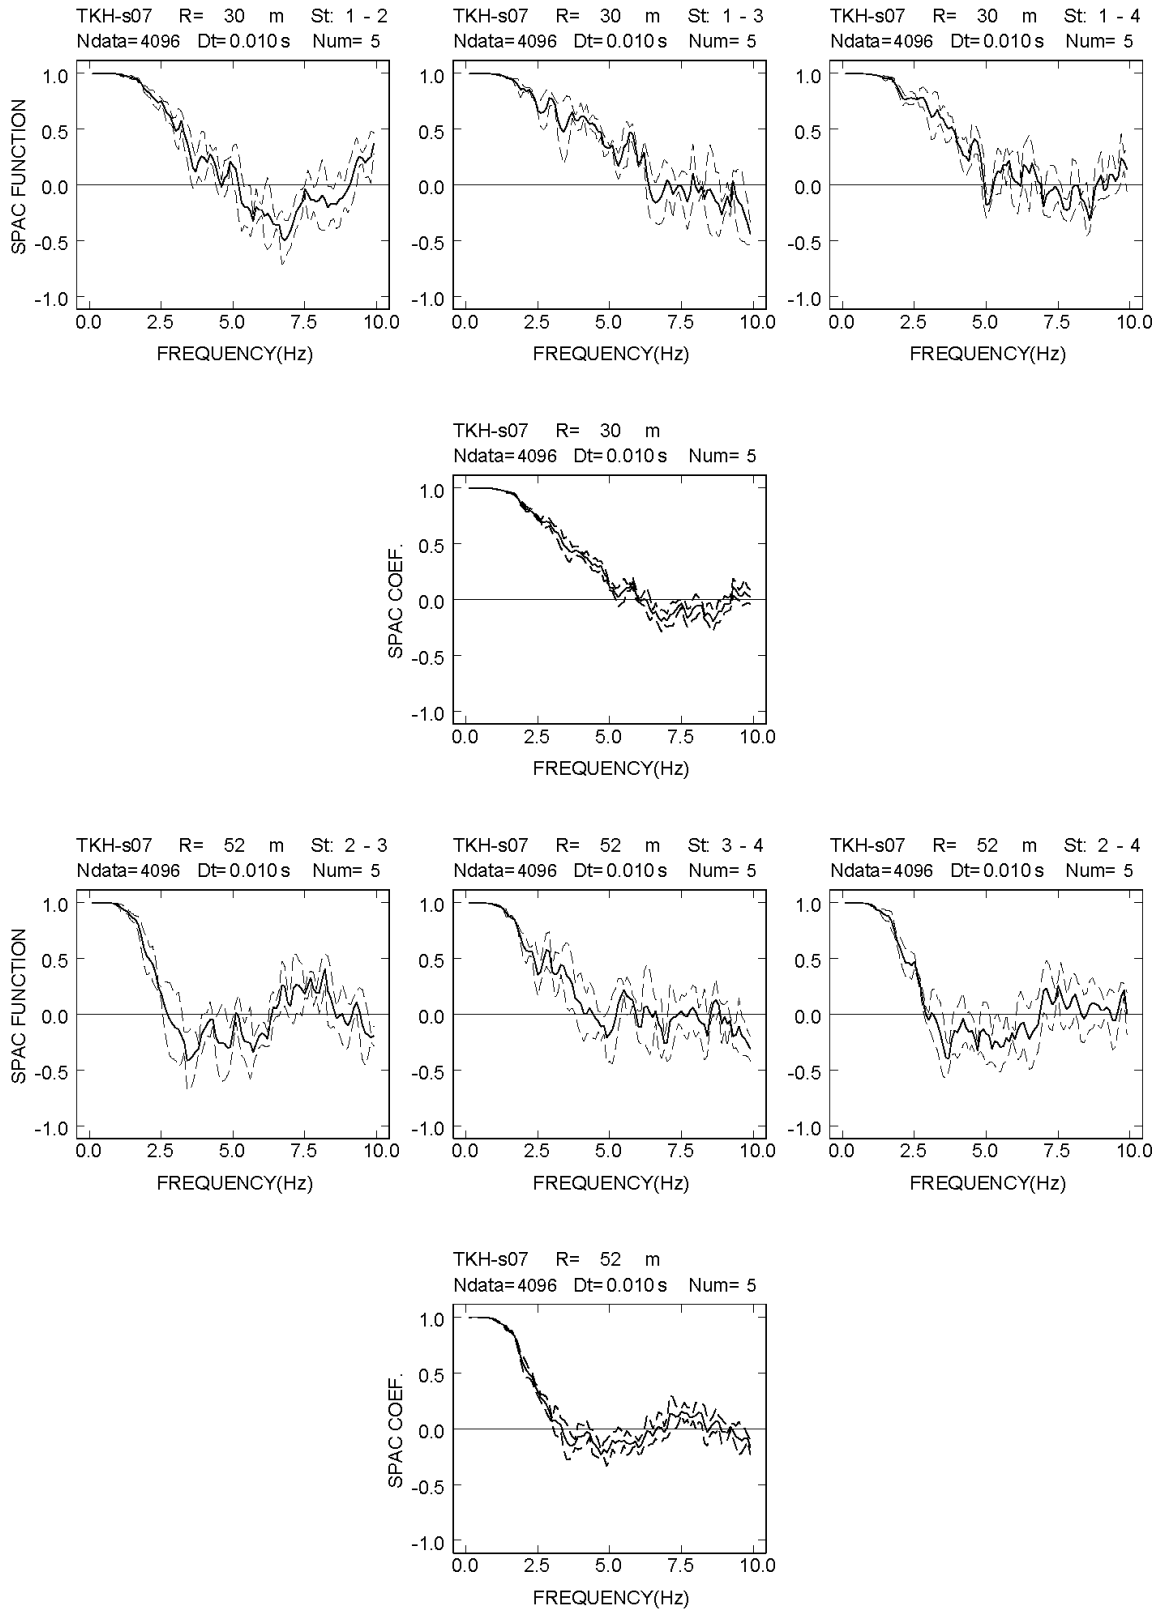 TKH-s07 R= 30 m St: 1 - 2
Ndata=4096 Dt=0.010 s Num= 5
TKH-s07 R= 30 m St: 1 - 3
Ndata=4096 Dt=0.010 s Num= 5
TKH-s07 R= 30 m St: 1 - 4
Ndata=4096 Dt=0.010 s Num= 5
SPAC FUNCTION
1.0
0.5
0.0
-0.5
-1.0
0.0 2.5 5.0 7.5 10.0
FREQUENCY(Hz)
0.0 2.5 5.0 7.5 10.0
1.0
0.5
0.0
-0.5
-1.0
FREQUENCY(Hz)
1.0
0.5
0.0
-0.5
-1.0
0.0 2.5 5.0 7.5 10.0
FREQUENCY(Hz)
TKH-s07 R= 30 m
Ndata=4096 Dt=0.010 s Num= 5
SPAC COEF.
1.0
0.5
0.0
-0.5
-1.0
0.0 2.5 5.0 7.5 10.0
FREQUENCY(Hz)
TKH-s07 R= 52 m St: 2 - 3
Ndata=4096 Dt=0.010 s Num= 5
TKH-s07 R= 52 m St: 3 - 4
Ndata=4096 Dt=0.010 s Num= 5
TKH-s07 R= 52 m St: 2 - 4
Ndata=4096 Dt=0.010 s Num= 5
SPAC FUNCTION
1.0
0.5
0.0
-0.5
-1.0
0.0 2.5 5.0 7.5 10.0
FREQUENCY(Hz)
1.0
0.5
0.0
-0.5
-1.0
0.0 2.5 5.0 7.5 10.0
FREQUENCY(Hz)
1.0
0.5
0.0
-0.5
-1.0
0.0 2.5 5.0 7.5 10.0
FREQUENCY(Hz)
TKH-s07 R= 52 m
Ndata=4096 Dt=0.010 s Num= 5
SPAC COEF.
1.0
0.5
0.0
-0.5
-1.0
0.0 2.5 5.0 7.5 10.0
FREQUENCY(Hz)